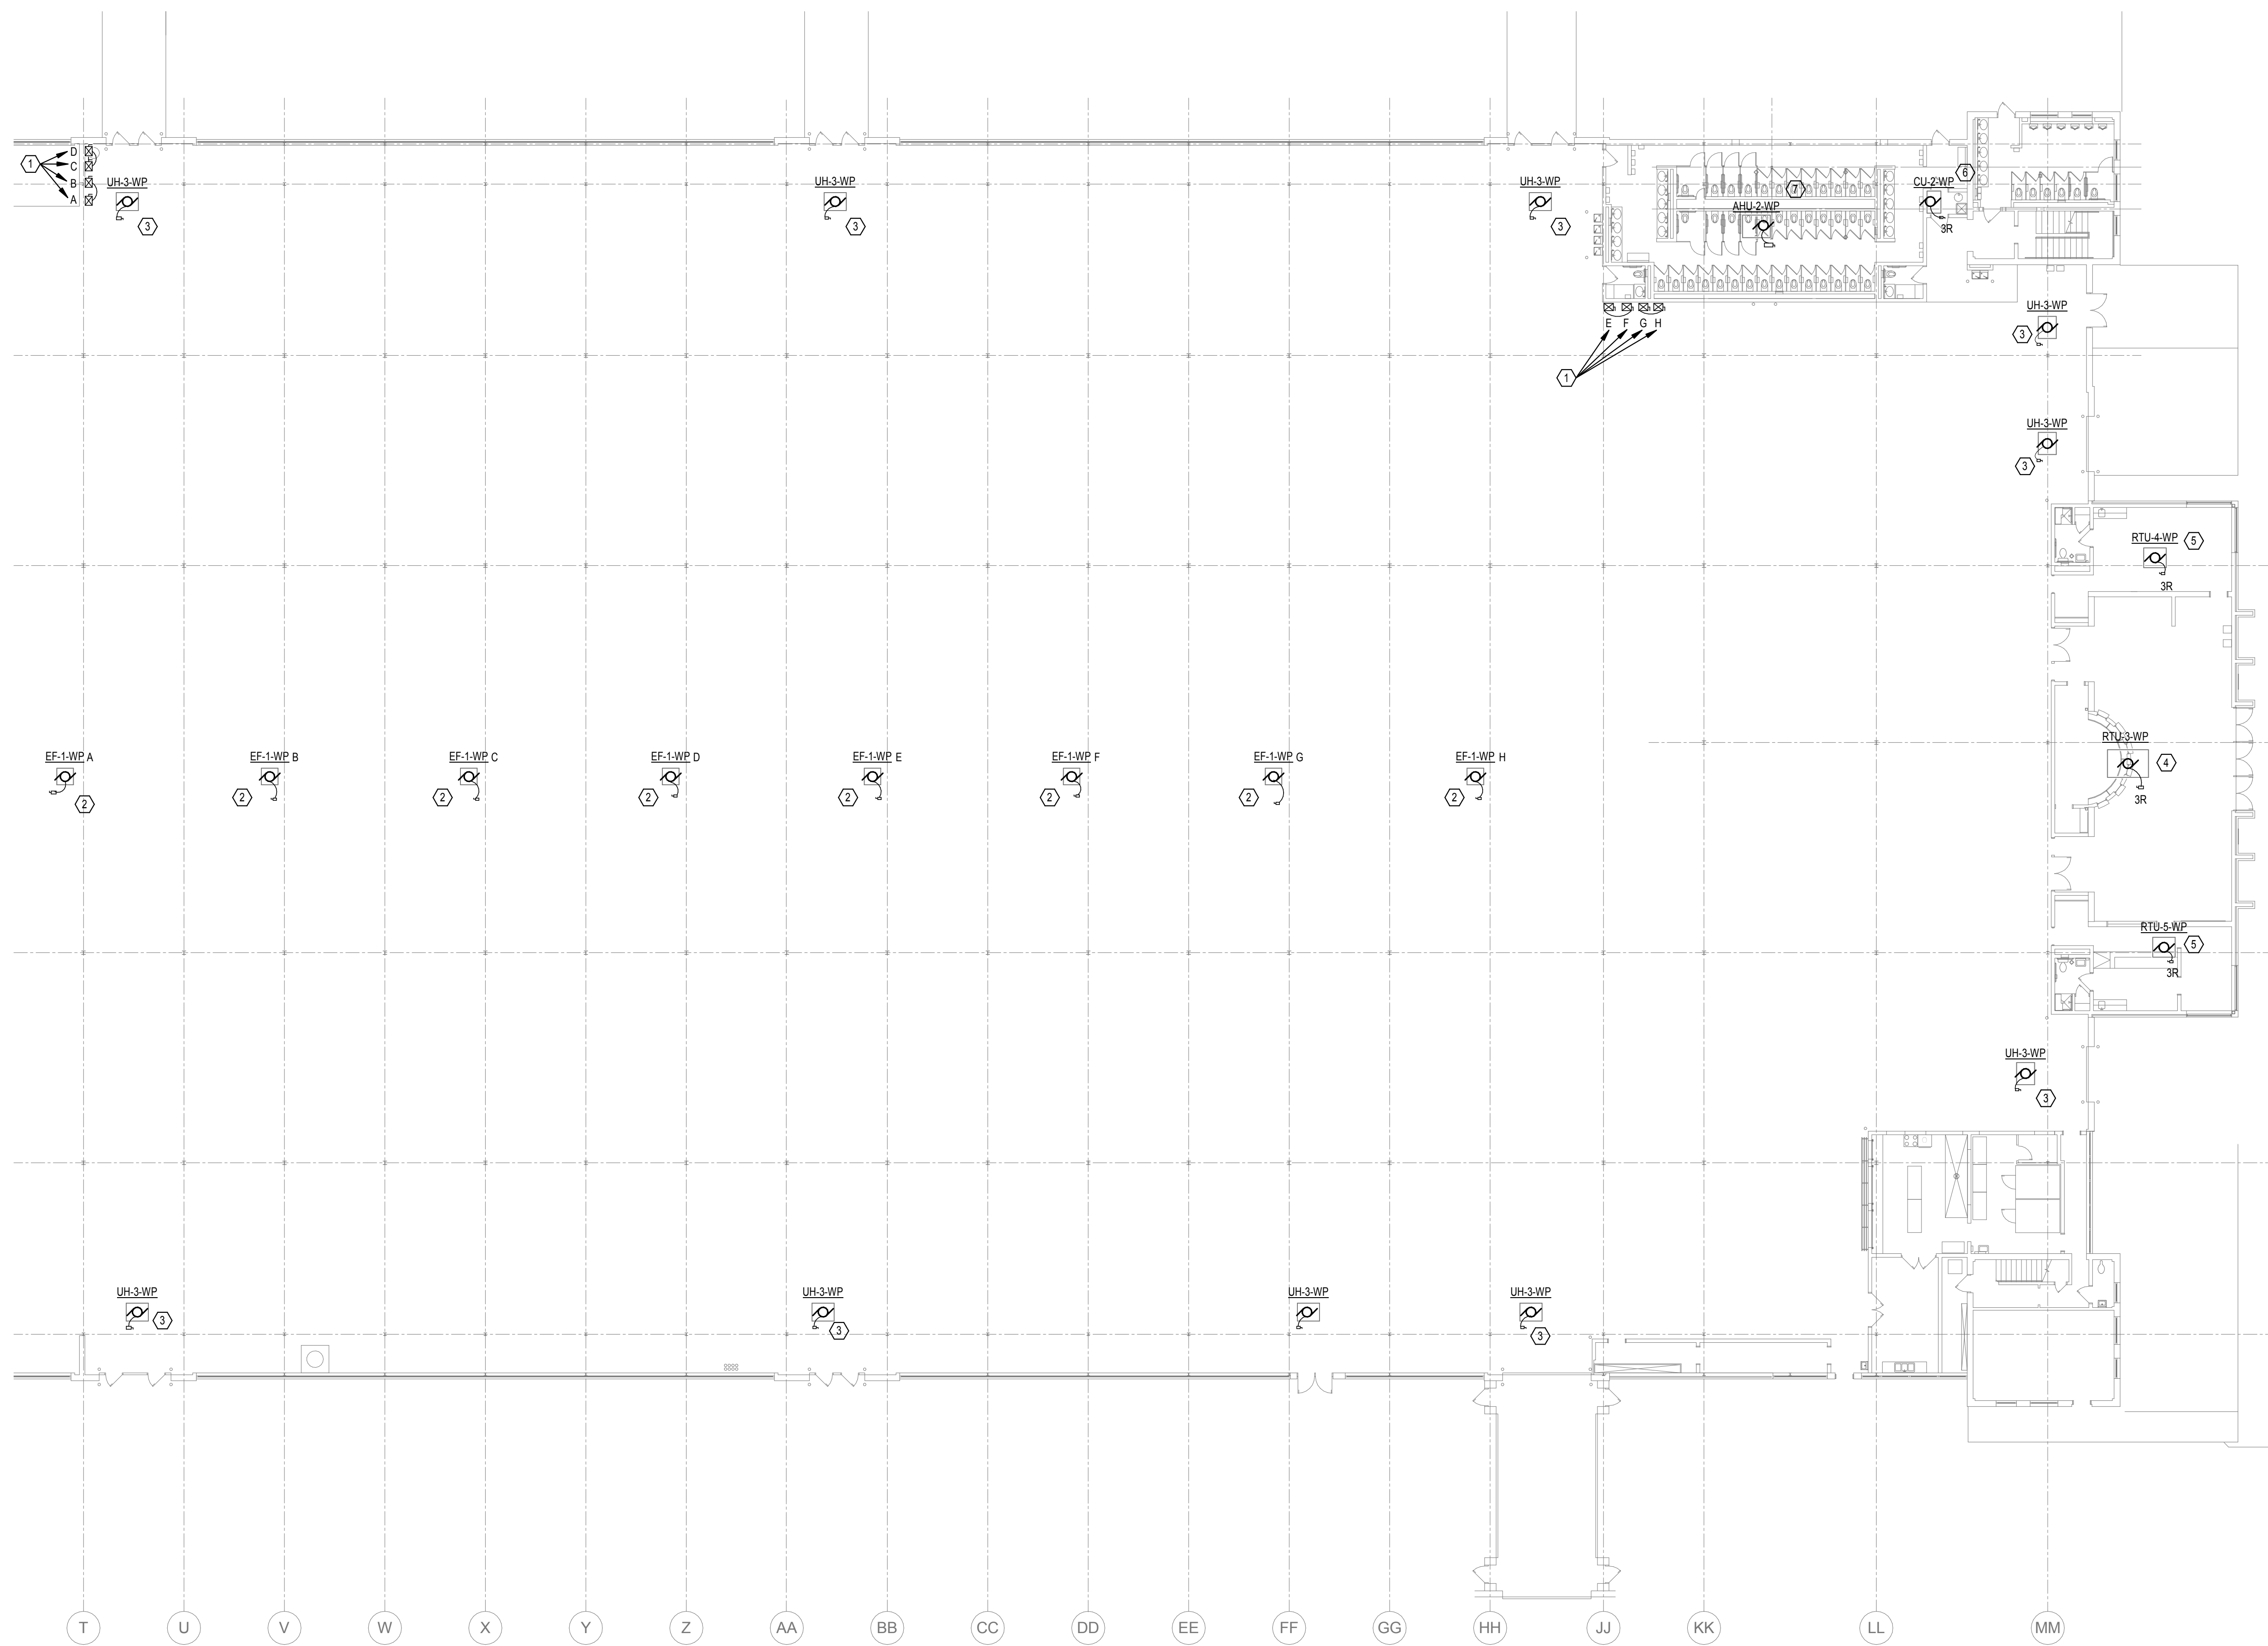 D
1
C
B
UH-3-WP
A
3
UH-3-WP
3
UH-3-WP
3
7
AHU-2-WP
6
CU-2-WP
3R
E F G H
1
UH-3-WP
3
UH-3-WP
3
RTU-4-WP 5
3R
RTU-3-WP
4
3R
EF-1-WP A
2
EF-1-WP B
2
EF-1-WP C
2
EF-1-WP D
2
EF-1-WP E
2
EF-1-WP F
2
EF-1-WP G
2
EF-1-WP H
2
RTU-5-WP
5
3R
UH-3-WP
3
UH-3-WP
3
UH-3-WP
3
UH-3-WP
UH-3-WP
3
T U V W X Y Z AA BB CC DD EE FF GG HH JJ KK LL MM